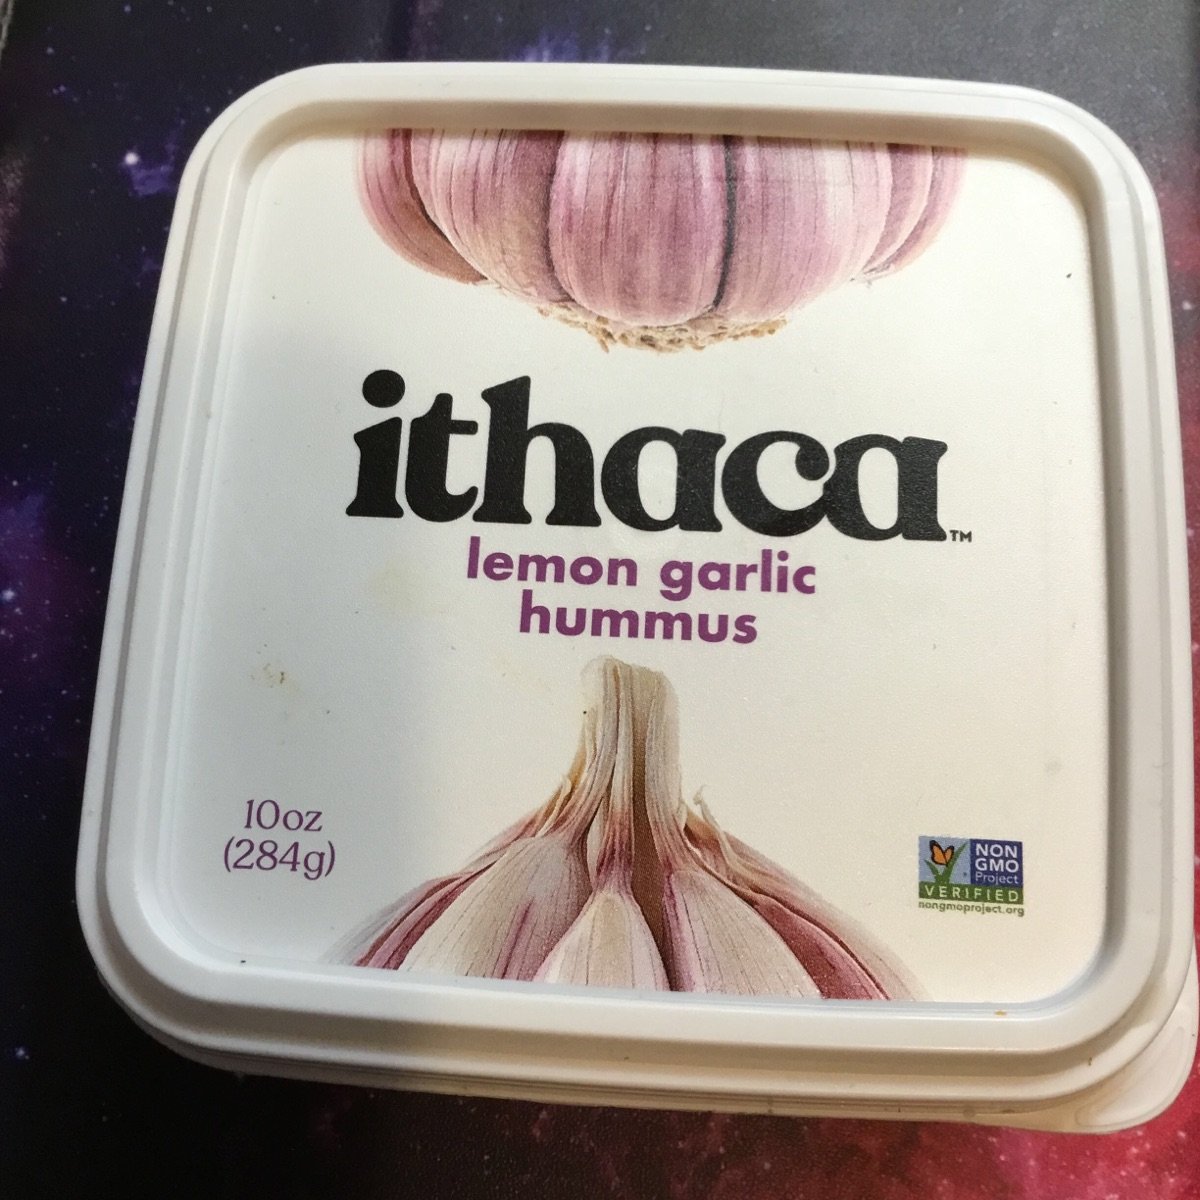 ithaca™
lemon garlic
hummus
10oz
(284g)
NON
GMO
Project
VERIFIED
nongmoproject.org